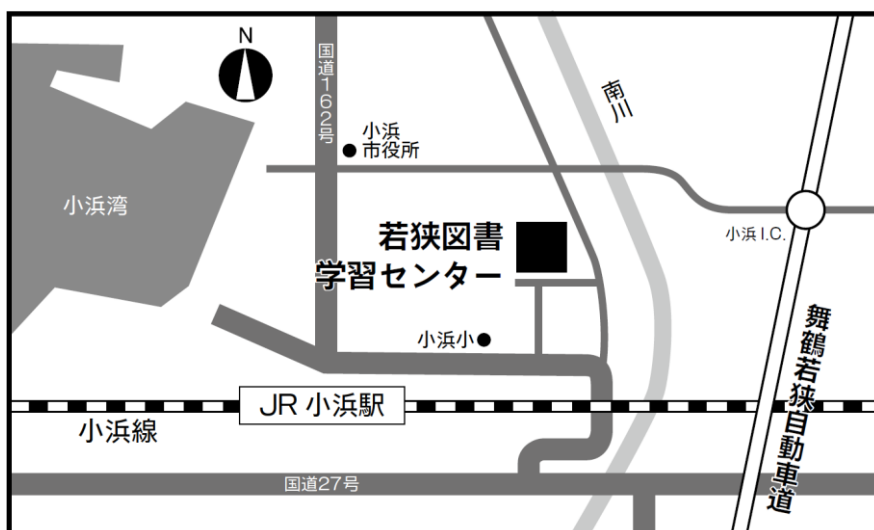 N
国道162号
小浜
市役所
南川
小浜湾
若狭図書
学習センター
小浜 I.C.
小浜小
舞鶴若狭自動車道
JR 小浜駅
小浜線
国道27号